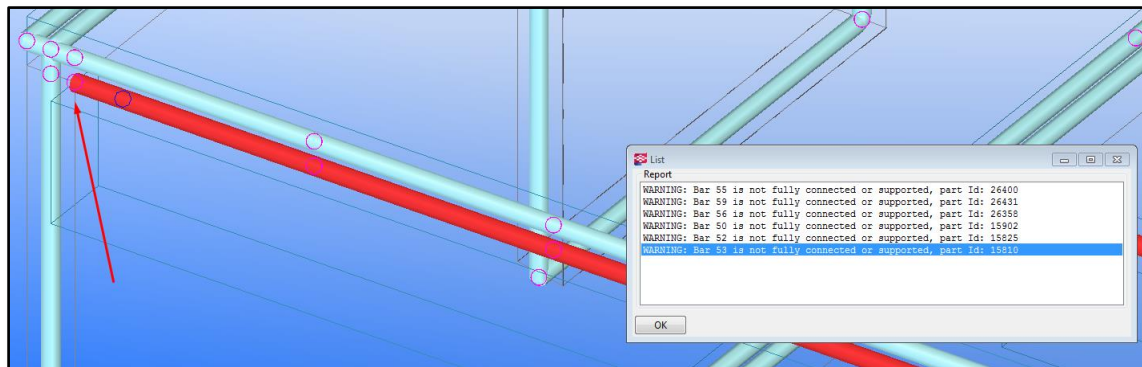 List
Report
WARNING: Bar 55 is not fully connected or supported, part Id: 26400
WARNING: Bar 59 is not fully connected or supported, part Id: 26431
WARNING: Bar 56 is not fully connected or supported, part Id: 26358
WARNING: Bar 50 is not fully connected or supported, part Id: 15902
WARNING: Bar 52 is not fully connected or supported, part Id: 15825
WARNING: Bar 53 is not fully connected or supported, part Id: 15810
OK